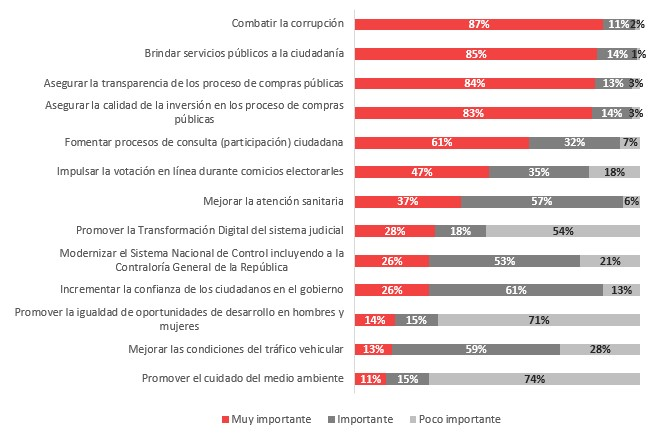 Combatir la corrupción 87% 11% 2%
Brindar servicios públicos a la ciudadanía 85% 14% 1%
Asegurar la transparencia de los proceso de compras públicas 84% 13% 3%
Asegurar la calidad de la inversión en los proceso de compras
públicas 83% 14% 3%
Fomentar procesos de consulta (participación) ciudadana 61% 32% 7%
Impulsar la votación en línea durante comicios electorarles 47% 35% 18%
Mejorar la atención sanitaria 37% 57% 6%
Promover la Transformación Digital del sistema judicial 28% 18% 54%
Modernizar el Sistema Nacional de Control incluyendo a la
Contraloría General de la República 26% 53% 21%
Incrementar la confianza de los ciudadanos en el gobierno 26% 61% 13%
Promover la igualdad de oportunidades de desarrollo en hombres y
mujeres 14% 15% 71%
Mejorar las condiciones del tráfico vehicular 13% 59% 28%
Promover el cuidado del medio ambiente 11% 15% 74%
Muy importante Importante Poco importante